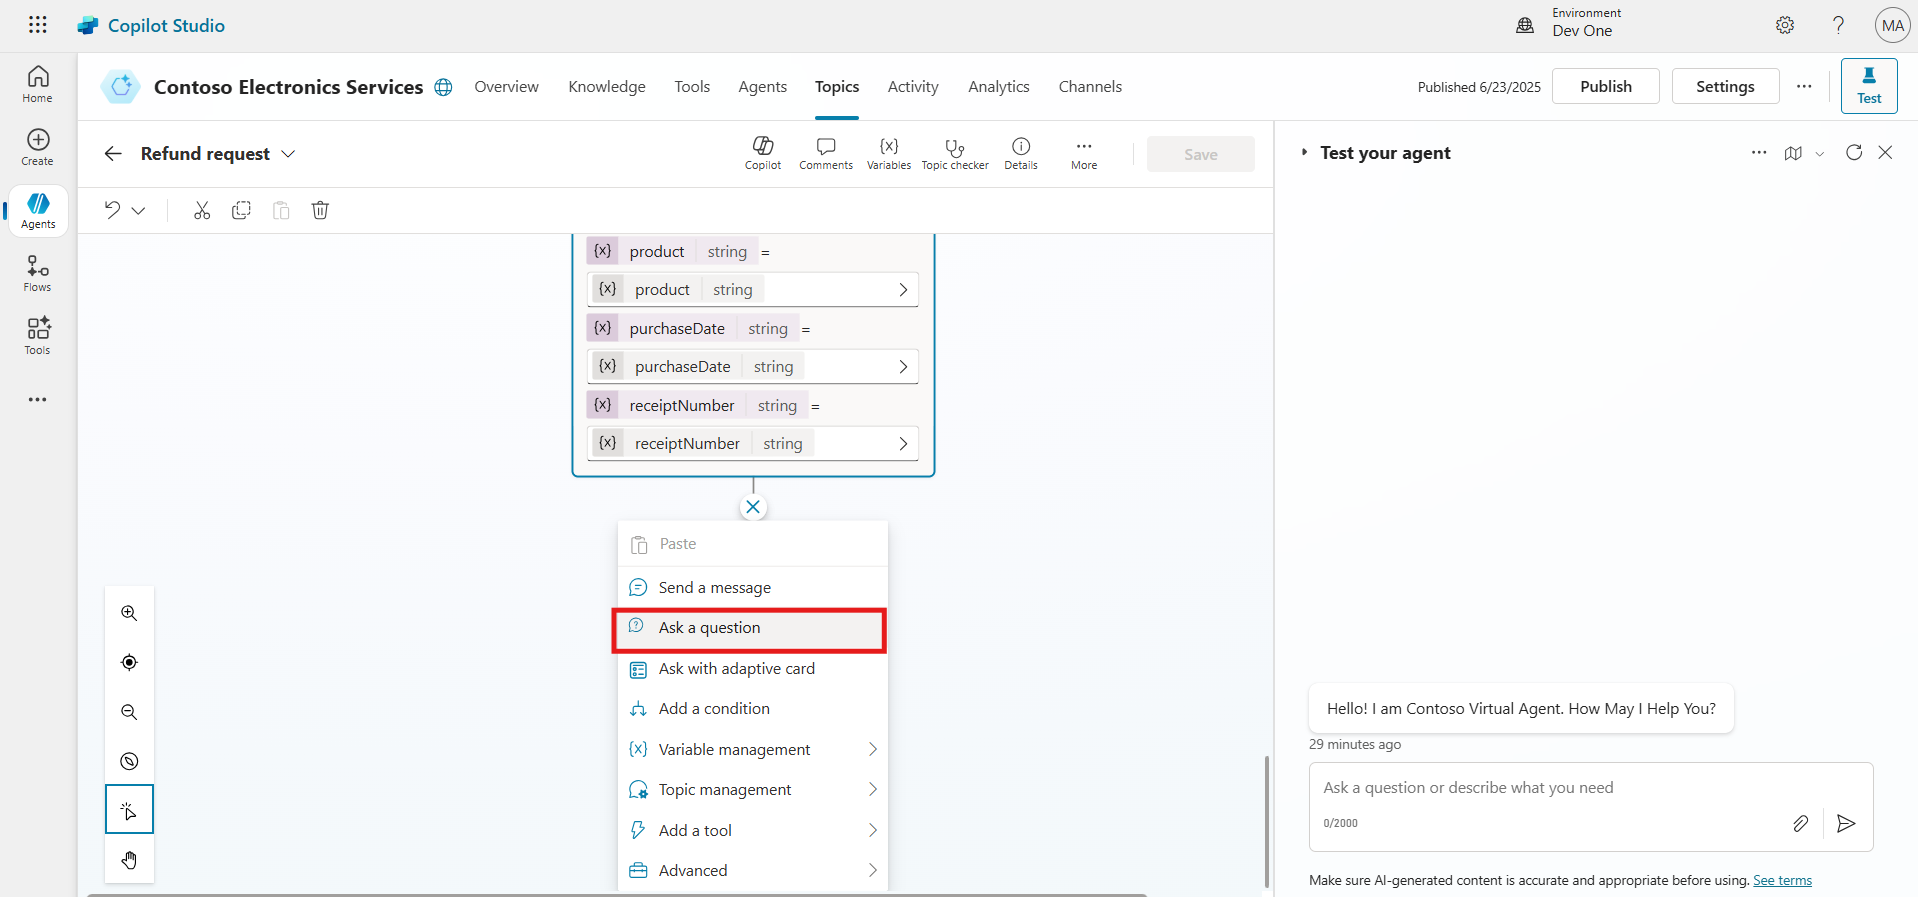 Copilot Studio
Environment
Dev One
MA
Home
Create
Agents
Flows
Tools
Contoso Electronics Services
Overview
Knowledge
Tools
Agents
Topics
Activity
Analytics
Channels
Published 6/23/2025
Publish
Settings
Test
Refund request
Copilot
Comments
{x}
Variables
Topic checker
Details
More
Save
{x} product string =
{x} product string
{x} purchaseDate string =
{x} purchaseDate string
{x} receiptNumber string =
{x} receiptNumber string
Paste
Send a message
Ask a question
Ask with adaptive card
Add a condition
{x} Variable management
Topic management
Add a tool
Advanced
Test your agent
Hello! I am Contoso Virtual Agent. How May I Help You?
29 minutes ago
Ask a question or describe what you need
0/2000
Make sure AI-generated content is accurate and appropriate before using. See terms